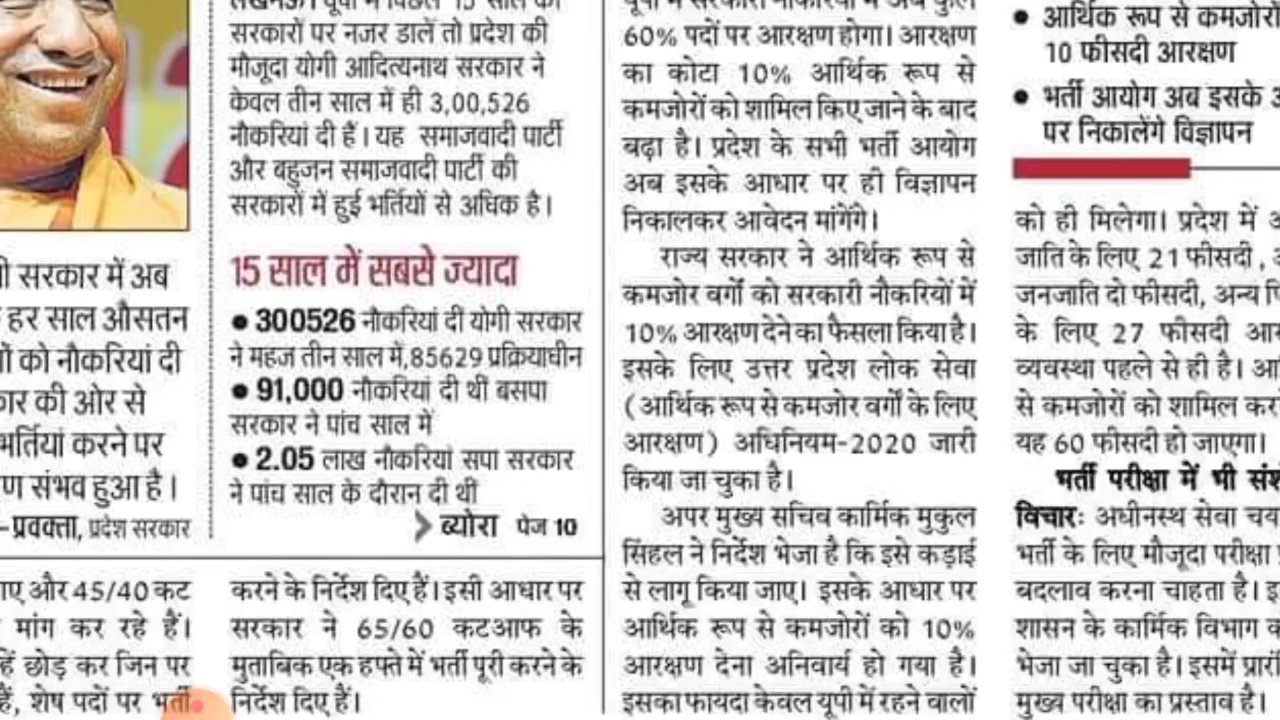 सरकारों पर नजर डालें तो प्रदेश की
मौजूदा योगी आदित्यनाथ सरकार ने
केवल तीन साल में ही 3,00,526
नौकरियां दी हैं। यह समाजवादी पार्टी
और बहुजन समाजवादी पार्टी की
सरकारों में हुई भर्तियों से अधिक है।
15 साल में सबसे ज्यादा
● 300526 नौकरियां दीं योगी सरकार
ने महज तीन साल में,85629 प्रक्रियाधीन
● 91,000 नौकरियां दी थीं बसपा
सरकार ने पांच साल में
● 2.05 लाख नौकरियां सपा सरकार
ने पांच साल के दौरान दी थीं
> ब्योरा पेज 10
सरकार में अब
हर साल औसतन
को नौकरियां दी
की ओर से
भर्तियां करने पर
संभव हुआ है।
-प्रवक्ता, प्रदेश सरकार
और 45/40 कट
मांग कर रहे हैं।
छोड़ कर जिन पर
हैं, शेष पदों पर भर्ती
करने के निर्देश दिए हैं। इसी आधार पर
सरकार ने 65/60 कटआफ के
मुताबिक एक हफ्ते में भर्ती पूरी करने के
निर्देश दिए हैं।
यूपी में सरकारी नौकरियों में अब कुल
60% पदों पर आरक्षण होगा। आरक्षण
का कोटा 10% आर्थिक रूप से
कमजोरों को शामिल किए जाने के बाद
बढ़ा है। प्रदेश के सभी भर्ती आयोग
अब इसके आधार पर ही विज्ञापन
निकालकर आवेदन मांगेंगे।
राज्य सरकार ने आर्थिक रूप से
कमजोर वर्गों को सरकारी नौकरियों में
10% आरक्षण देने का फैसला किया है।
इसके लिए उत्तर प्रदेश लोक सेवा
(आर्थिक रूप से कमजोर वर्गों के लिए
आरक्षण) अधिनियम-2020 जारी
किया जा चुका है।
अपर मुख्य सचिव कार्मिक मुकुल
सिंहल ने निर्देश भेजा है कि इसे कड़ाई
से लागू किया जाए। इसके आधार पर
आर्थिक रूप से कमजोरों को 10%
आरक्षण देना अनिवार्य हो गया है।
इसका फायदा केवल यूपी में रहने वालों
● आर्थिक रूप से कमजोरों
10 फीसदी आरक्षण
● भर्ती आयोग अब इसके
पर निकालेंगे विज्ञापन
को ही मिलेगा। प्रदेश में
जाति के लिए 21 फीसदी,
जनजाति दो फीसदी, अन्य
के लिए 27 फीसदी
व्यवस्था पहले से ही है।
से कमजोरों को शामिल
यह 60 फीसदी हो जाएगा।
भर्ती परीक्षा में भी
विचारः अधीनस्थ सेवा
भर्ती के लिए मौजूदा परीक्षा
बदलाव करना चाहता है।
शासन के कार्मिक विभाग
भेजा जा चुका है। इसमें
मुख्य परीक्षा का प्रस्ताव है।